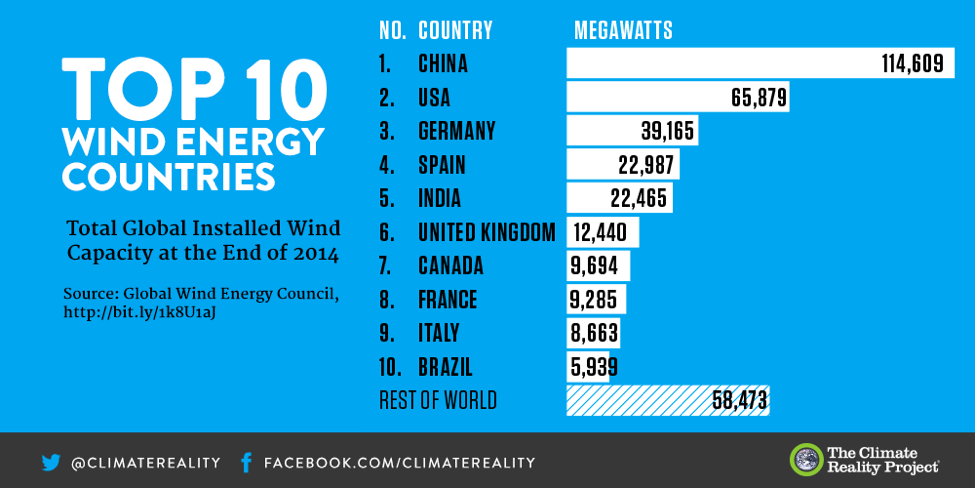 TOP 10
WIND ENERGY
COUNTRIES
Total Global Installed Wind
Capacity at the End of 2014
Source: Global Wind Energy Council,
http://bit.ly/1k8U1aJ
NO. COUNTRY MEGAWATTS
1. CHINA 114,609
2. USA 65,879
3. GERMANY 39,165
4. SPAIN 22,987
5. INDIA 22,465
6. UNITED KINGDOM 12,440
7. CANADA 9,694
8. FRANCE 9,285
9. ITALY 8,663
10. BRAZIL 5,939
REST OF WORLD 58,473
@CLIMATEREALITY FACEBOOK.COM/CLIMATEREALITY
The Climate
Reality Project